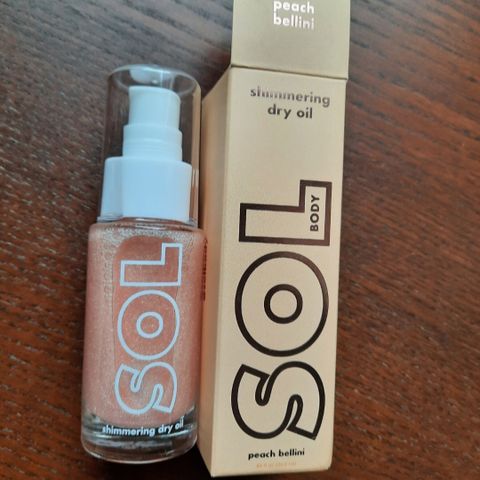 peach
bellini
shimmering
dry oil
SOL
BODY
peach bellini
SOL
shimmering dry oil